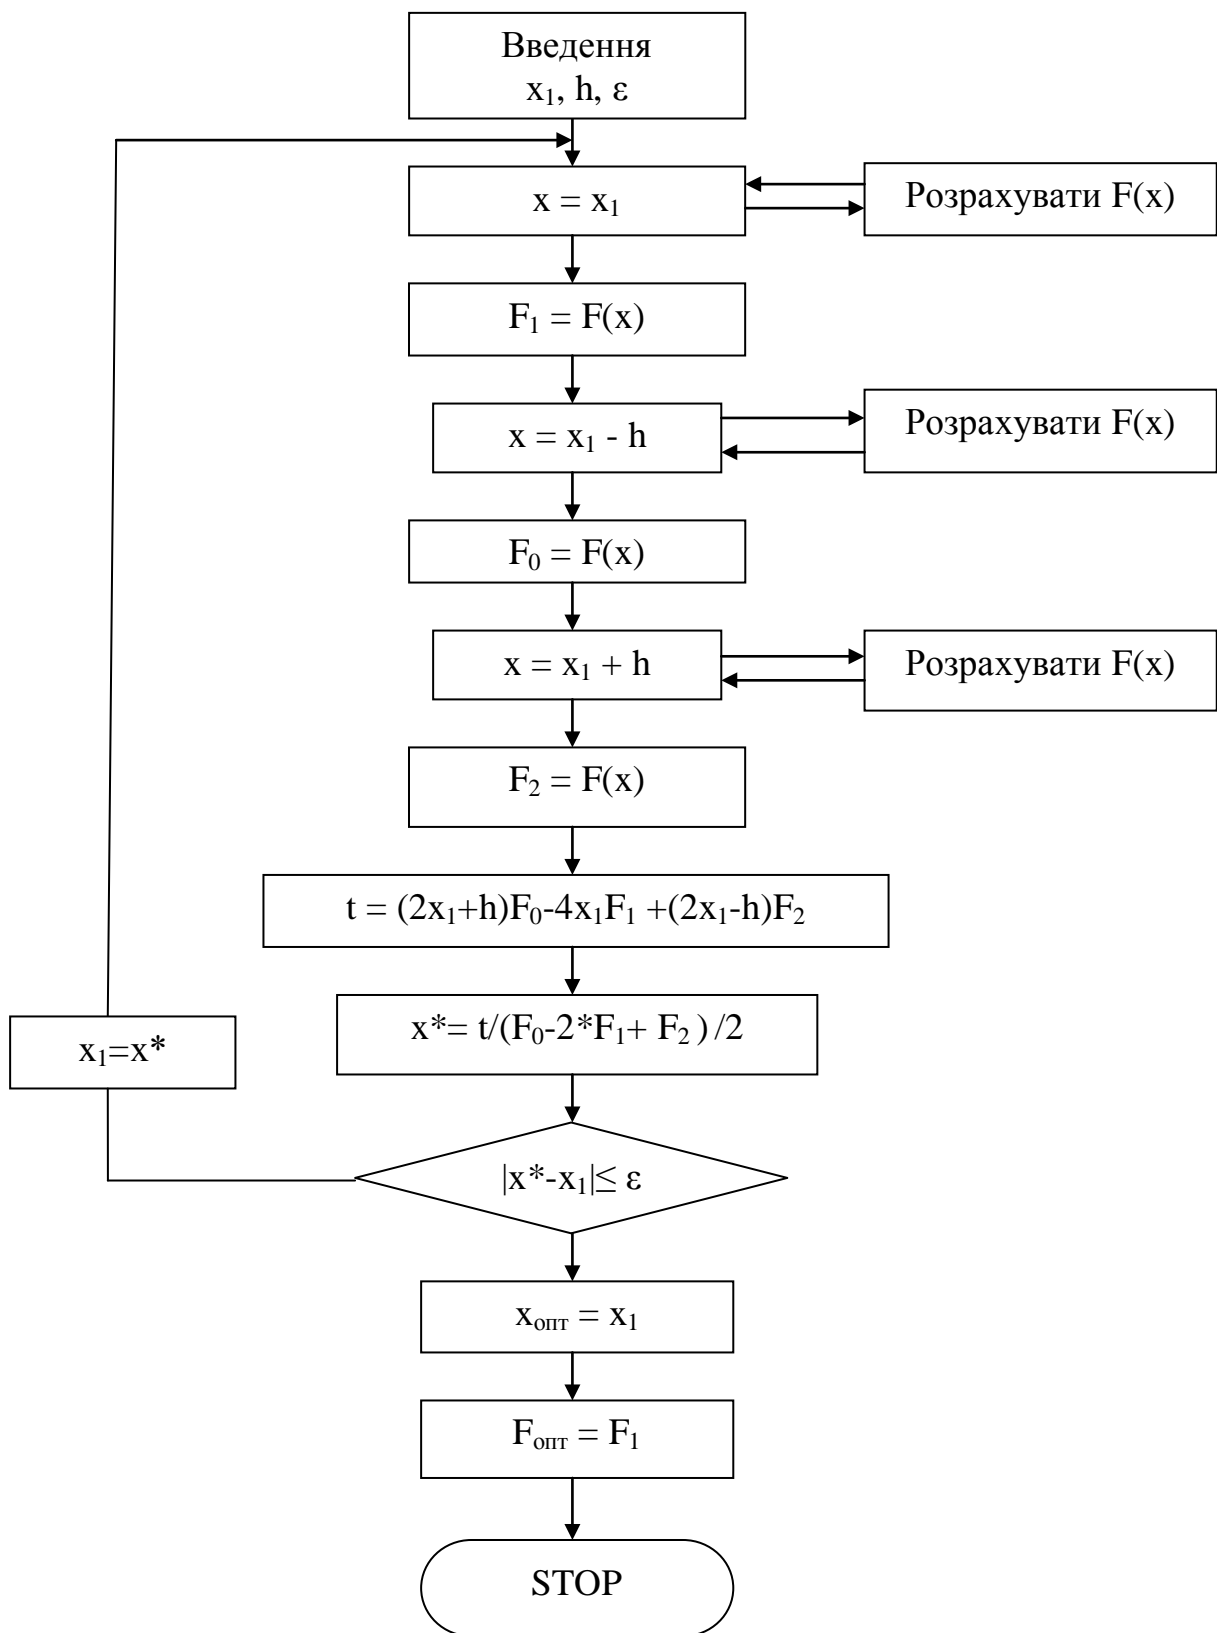 Введення
x₁, h, ε
x = x₁
Розрахувати F(x)
F₁ = F(x)
x = x₁ - h
Розрахувати F(x)
F₀ = F(x)
x = x₁ + h
Розрахувати F(x)
F₂ = F(x)
t = (2x₁+h)F₀-4x₁F₁ +(2x₁-h)F₂
x*= t/(F₀-2*F₁+ F₂ ) /2
x₁=x*
|x*-x₁|≤ ε
xопт = x₁
Fопт = F₁
STOP